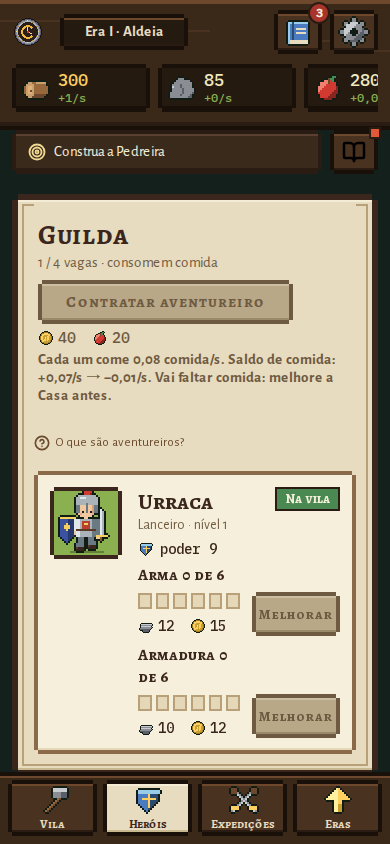 3
Era I · Aldeia
300
+1/s
85
+0/s
280
+0,0
Construa a Pedreira
Guilda
1 / 4 vagas · consomem comida
Contratar aventureiro
40 20
Cada um come 0,08 comida/s. Saldo de comida:
+0,07/s → −0,01/s. Vai faltar comida: melhore a
Casa antes.
? O que são aventureiros?
Urraca
Na vila
Lanceiro · nível 1
poder 9
Arma 0 de 6
12 15
Melhorar
Armadura 0
de 6
10 12
Melhorar
Vila Heróis Expedições Eras